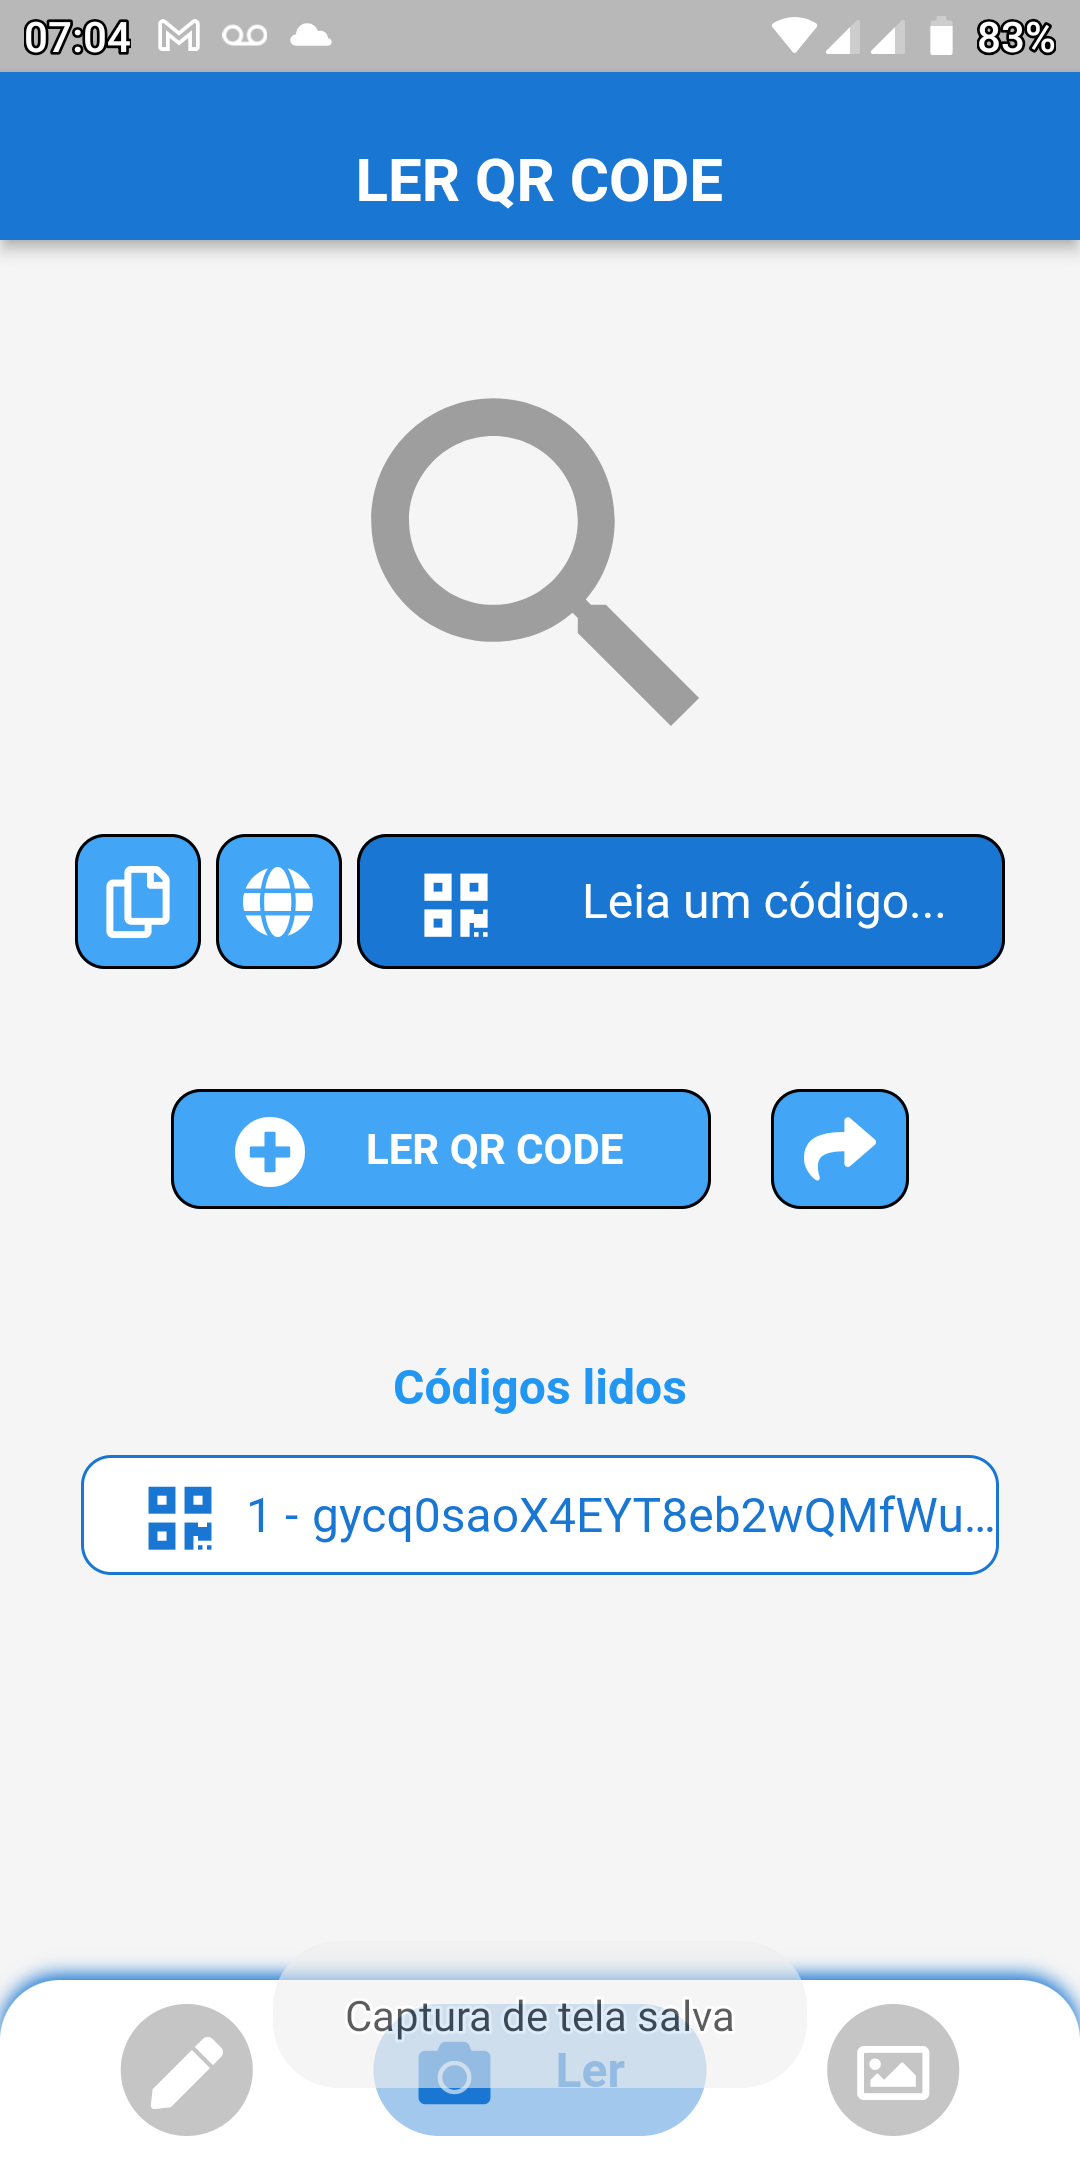 07:04
83%
LER QR CODE
Leia um código...
LER QR CODE
Códigos lidos
1 - gycq0saoX4EYT8eb2wQMfWu...
Captura de tela salva
Ler